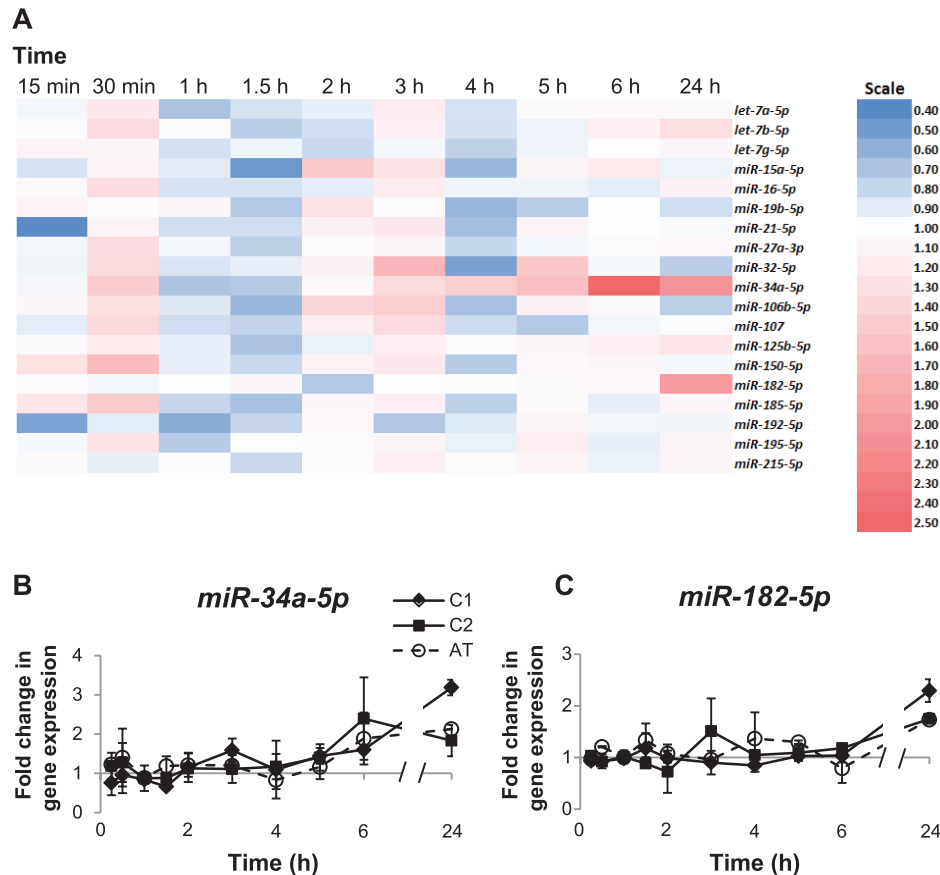 A
Time
15 min 30 min 1 h 1.5 h 2 h 3 h 4 h 5 h 6 h 24 h
let-7a-5p
let-7b-5p
let-7g-5p
miR-15a-5p
miR-16-5p
miR-19b-5p
miR-21-5p
miR-27a-3p
miR-32-5p
miR-34a-5p
miR-106b-5p
miR-107
miR-125b-5p
miR-150-5p
miR-182-5p
miR-185-5p
miR-192-5p
miR-195-5p
miR-215-5p
Scale
0.40
0.50
0.60
0.70
0.80
0.90
1.00
1.10
1.20
1.30
1.40
1.50
1.60
1.70
1.80
1.90
2.00
2.10
2.20
2.30
2.40
2.50
B
miR-34a-5p
C1
C2
AT
Fold change in
gene expression
4
3
2
1
0
0 2 4 6 24
Time (h)
C
miR-182-5p
Fold change in
gene expression
3
2
1
0
0 2 4 6 24
Time (h)